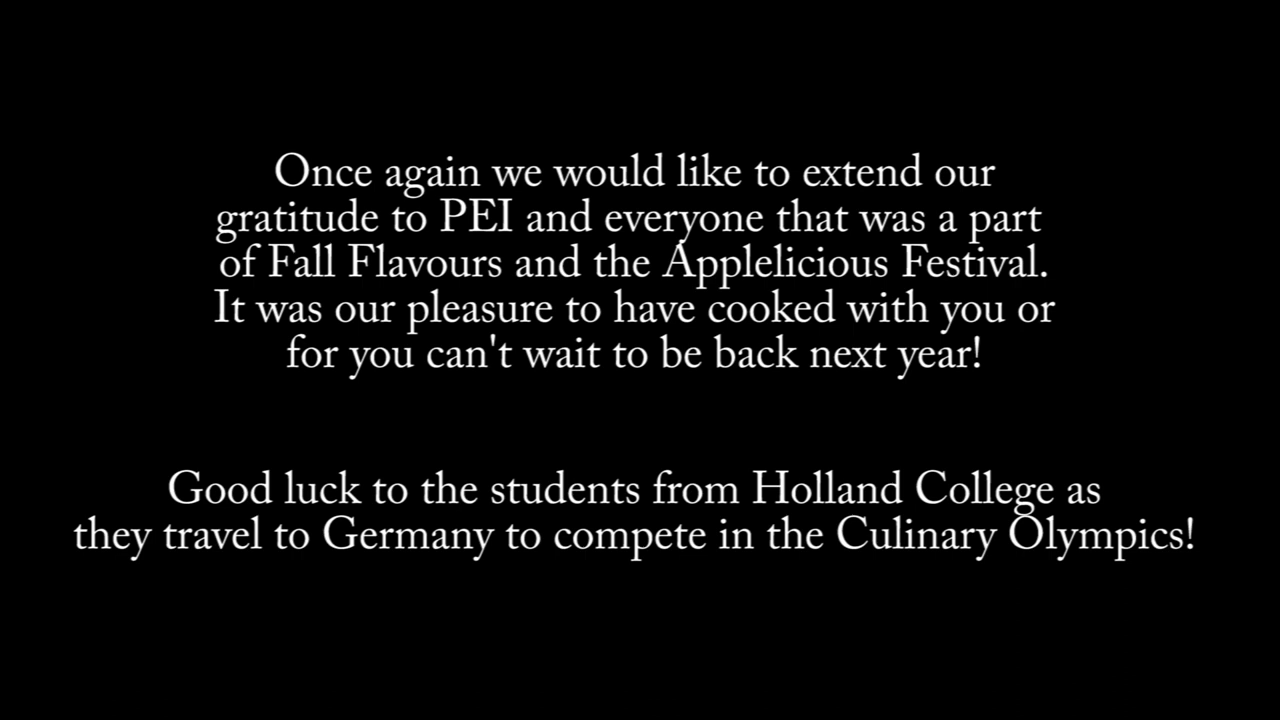 Once again we would like to extend our
gratitude to PEI and everyone that was a part
of Fall Flavours and the Applelicious Festival.
It was our pleasure to have cooked with you or
for you can't wait to be back next year!
Good luck to the students from Holland College as
they travel to Germany to compete in the Culinary Olympics!